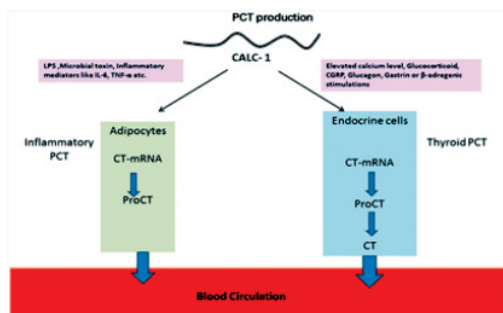 PCT production
CALC- 1
LPS ,Microbial toxin, Inflammatory
mediators like IL-6, TNF-α etc.
Elevated calcium level, Glucocorticoid,
CGRP, Glucagon, Gastrin or β-adregenic
stimulations
Inflammatory
PCT
Adipocytes
CT-mRNA
ProCT
Endocrine cells
CT-mRNA
ProCT
CT
Thyroid PCT
Blood Circulation